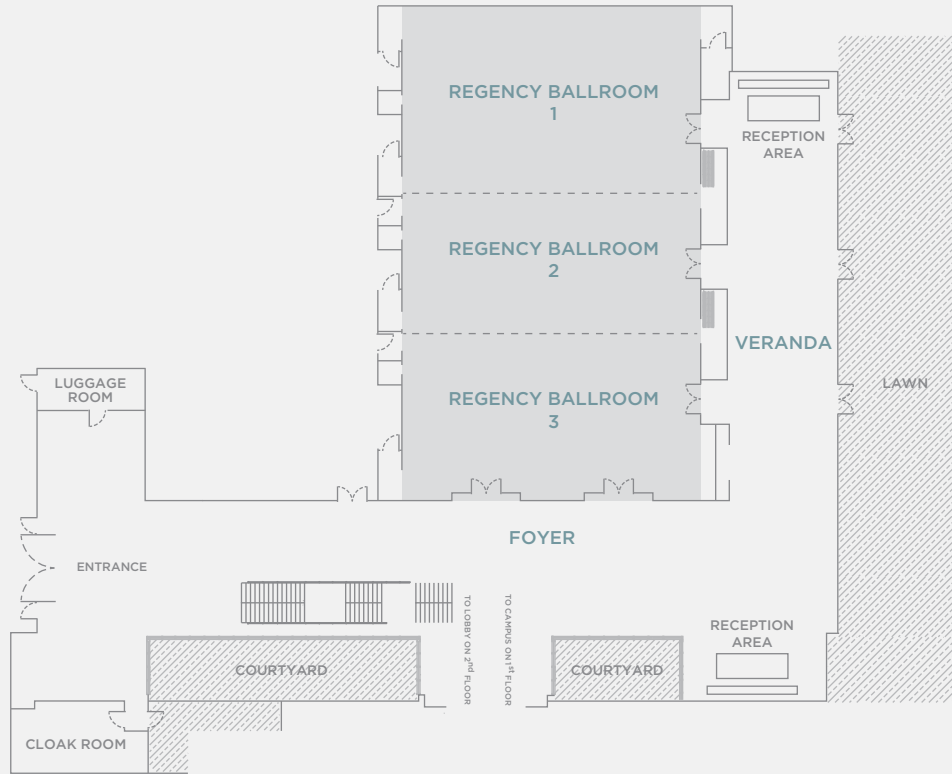 REGENCY BALLROOM
1
RECEPTION
AREA
REGENCY BALLROOM
2
VERANDA
LUGGAGE
ROOM
LAWN
REGENCY BALLROOM
3
FOYER
ENTRANCE
TO LOBBY ON 2nd FLOOR
TO CAMPUS ON 1st FLOOR
RECEPTION
AREA
COURTYARD
COURTYARD
CLOAK ROOM